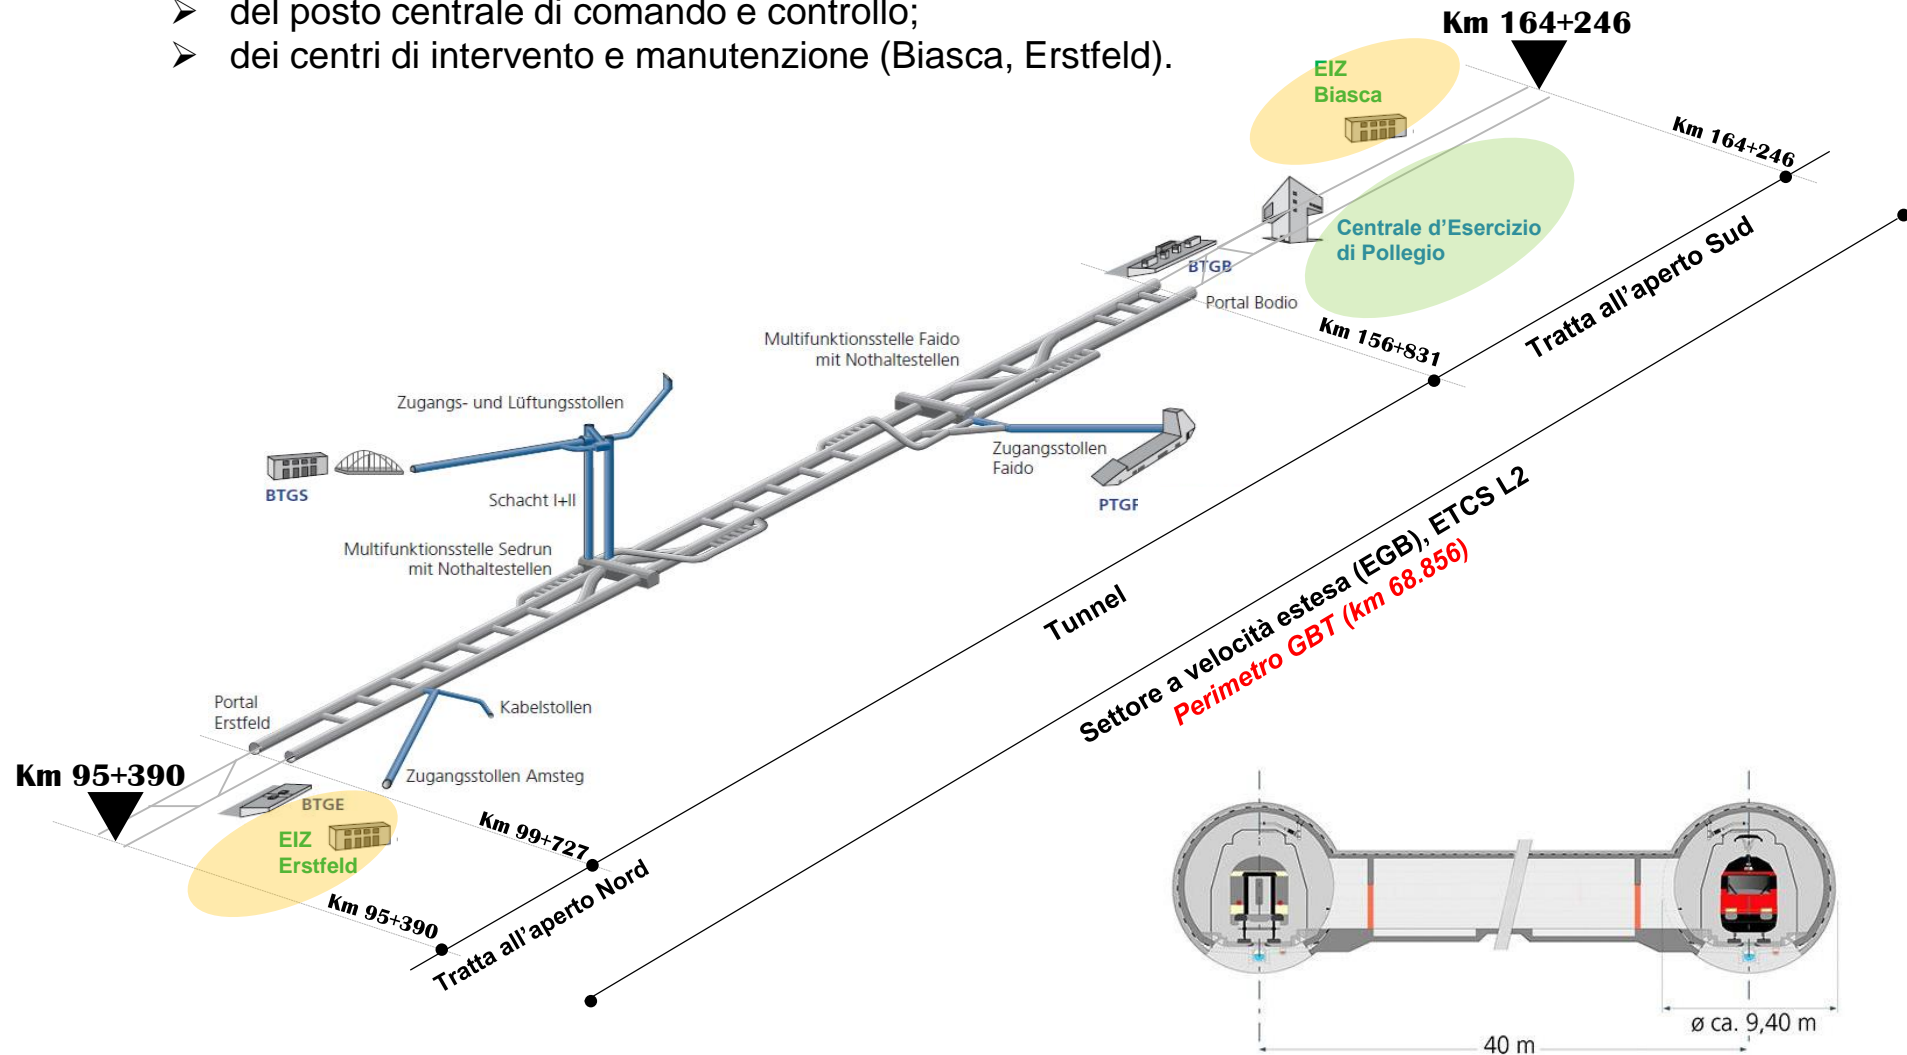 ➢ del posto centrale di comando e controllo;
➢ dei centri di intervento e manutenzione (Biasca, Erstfeld).
Km 164+246
EIZ
Biasca
Km 164+246
Centrale d’Esercizio
di Pollegio
Tratta all’aperto Sud
BTGB
Portal Bodio
Km 156+831
Multifunktionsstelle Faido
mit Nothaltestellen
Zugangs- und Lüftungsstollen
Zugangsstollen
Faido
BTGS
Schacht I+II
PTGF
Multifunktionsstelle Sedrun
mit Nothaltestellen
Tunnel
Settore a velocità estesa (EGB), ETCS L2
Perimetro GBT (km 68.856)
Portal
Erstfeld
Kabelstollen
Km 95+390
Zugangsstollen Amsteg
BTGE
EIZ
Erstfeld
Km 99+727
Km 95+390
Tratta all’aperto Nord
ø ca. 9,40 m
40 m